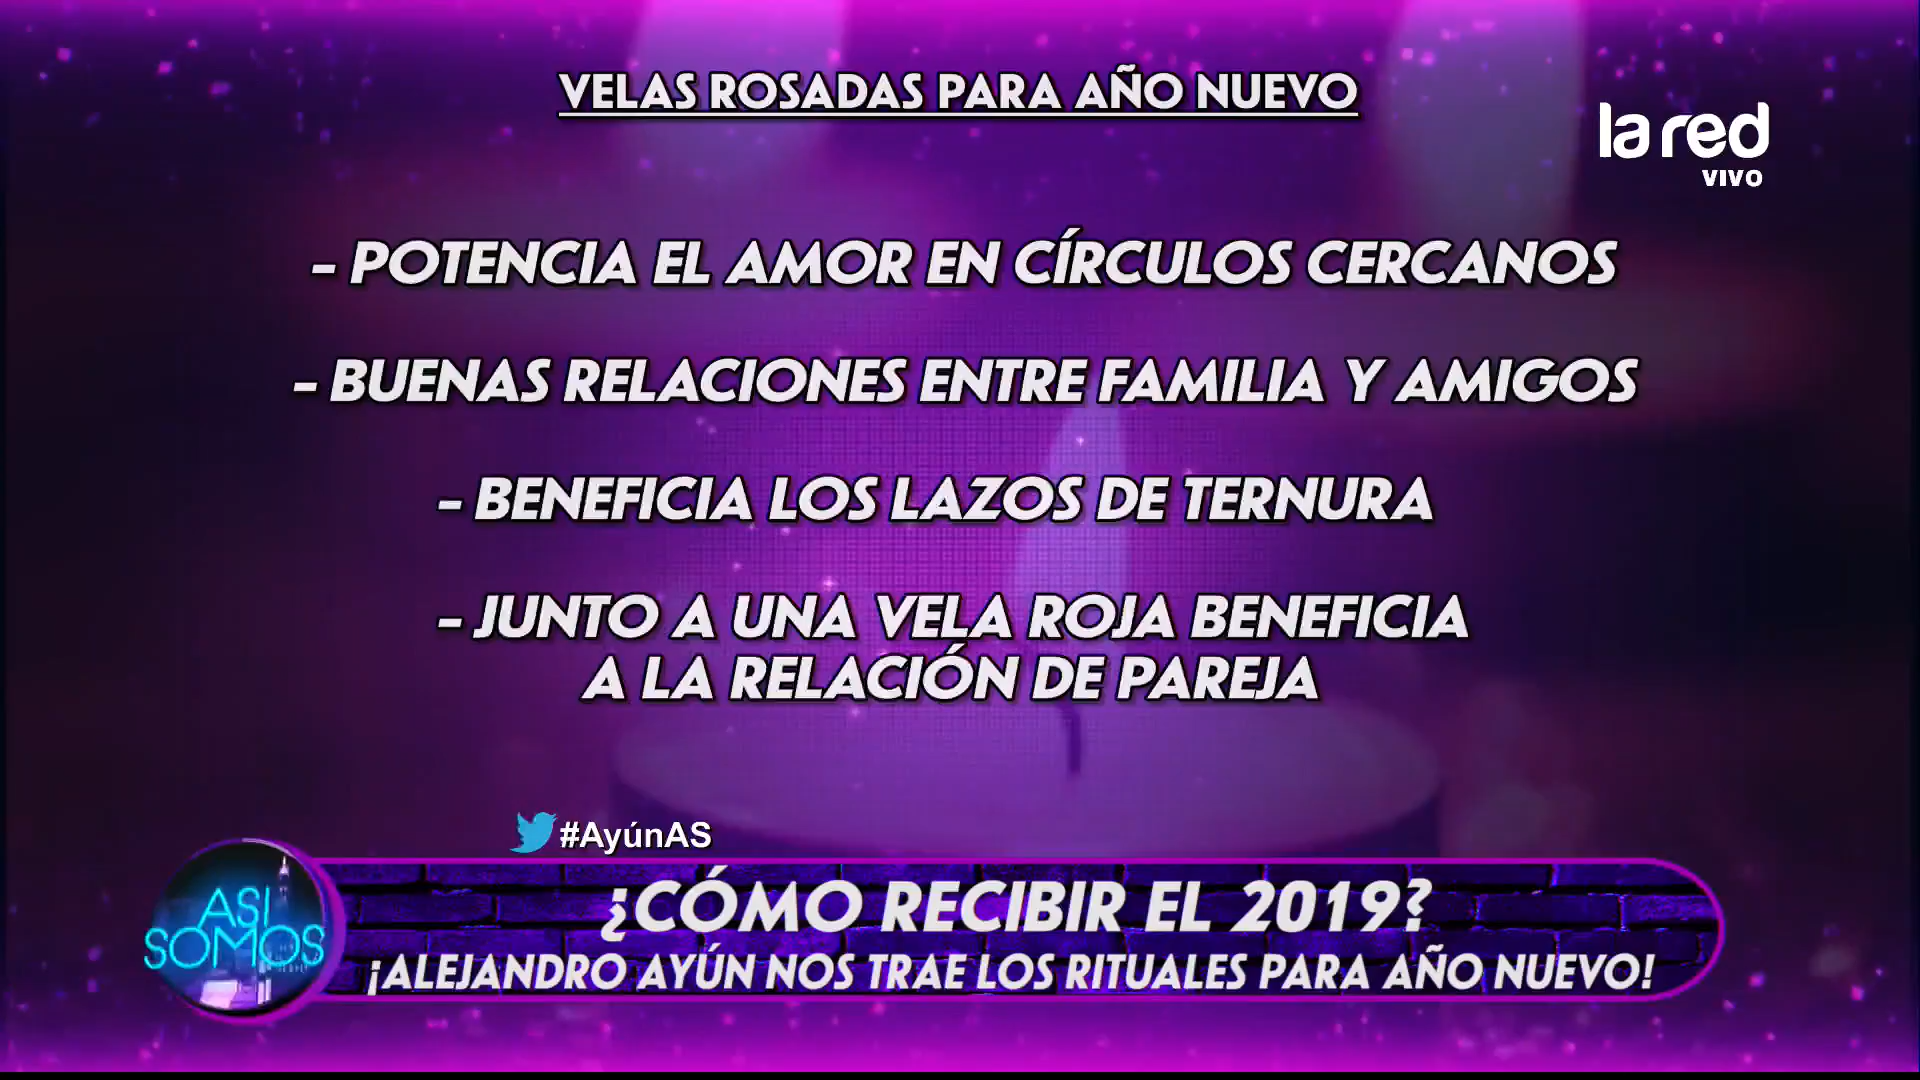 VELAS ROSADAS PARA AÑO NUEVO
la red
VIVO
- POTENCIA EL AMOR EN CÍRCULOS CERCANOS
- BUENAS RELACIONES ENTRE FAMILIA Y AMIGOS
- BENEFICIA LOS LAZOS DE TERNURA
- JUNTO A UNA VELA ROJA BENEFICIA
A LA RELACIÓN DE PAREJA
#AyúnAS
ASI
SOMOS
¿CÓMO RECIBIR EL 2019?
¡ALEJANDRO AYÚN NOS TRAE LOS RITUALES PARA AÑO NUEVO!